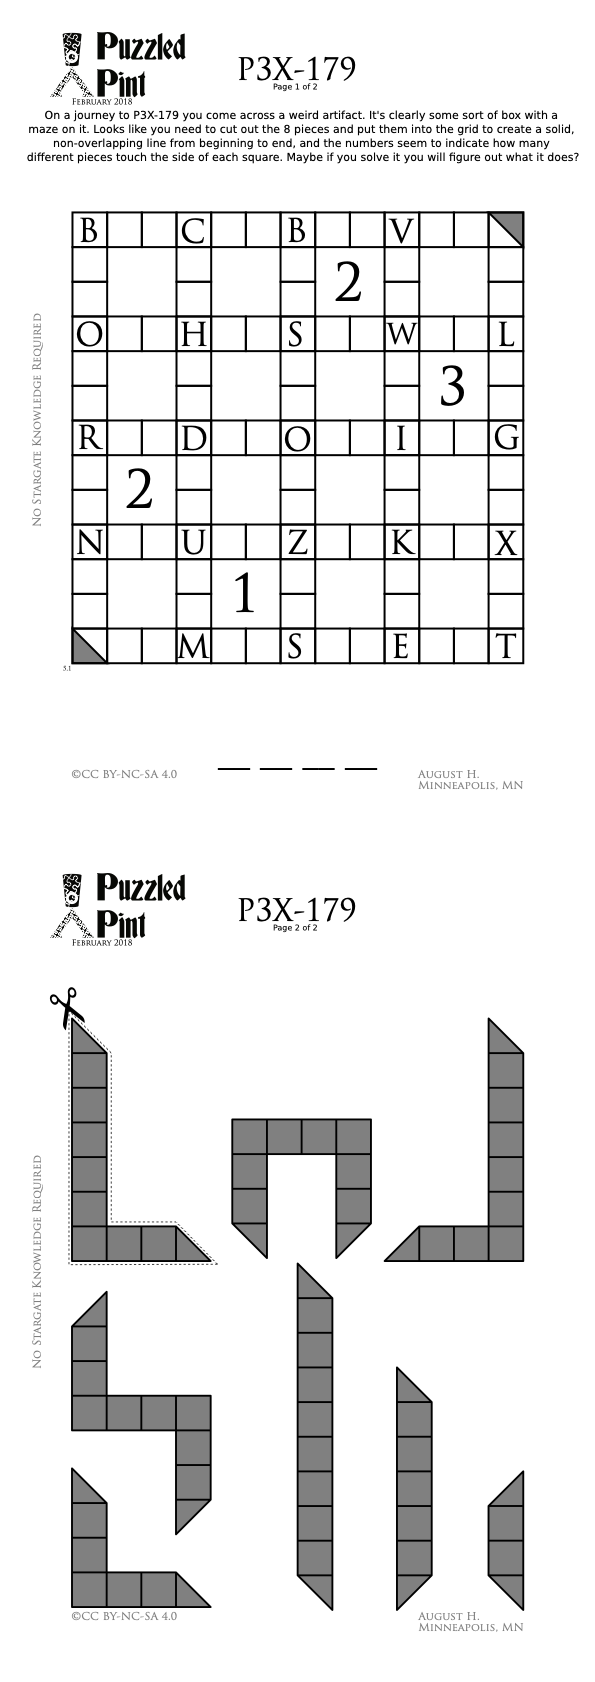 Puzzled
Pint
February 2018
P3X-179
Page 1 of 2
On a journey to P3X-179 you come across a weird artifact. It's clearly some sort of box with a
maze on it. Looks like you need to cut out the 8 pieces and put them into the grid to create a solid,
non-overlapping line from beginning to end, and the numbers seem to indicate how many
different pieces touch the side of each square. Maybe if you solve it you will figure out what it does?
No Stargate Knowledge Required
B C B V
2
O H S W L
3
R D O I G
2
N U Z K X
1
M S E T
5.1
©CC BY-NC-SA 4.0
August H.
Minneapolis, MN
Puzzled
Pint
February 2018
P3X-179
Page 2 of 2
No Stargate Knowledge Required
©CC BY-NC-SA 4.0
August H.
Minneapolis, MN